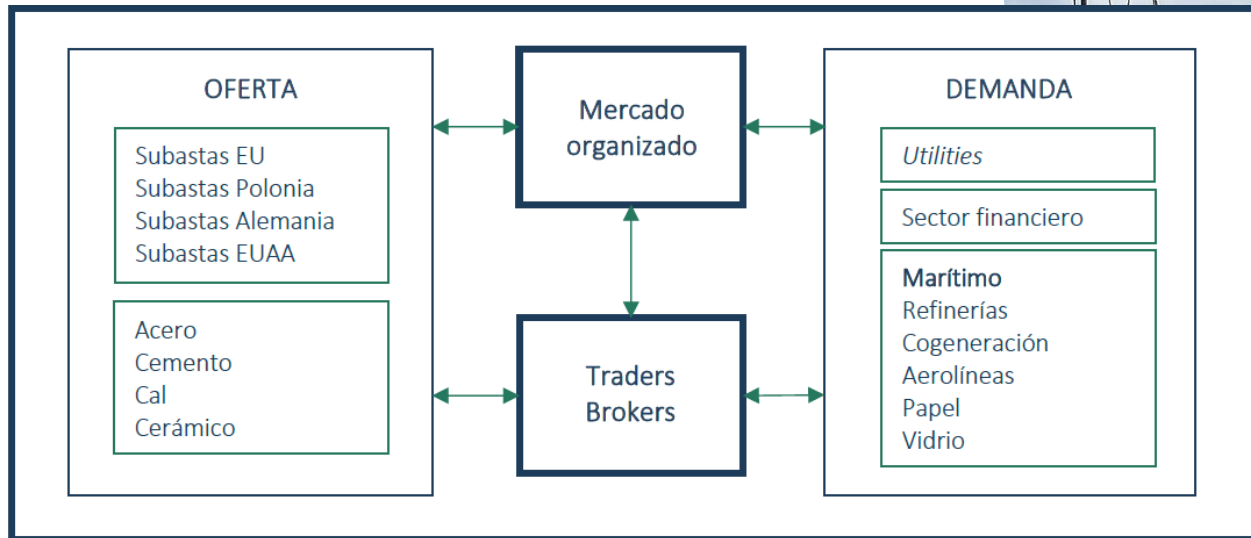 OFERTA
Subastas EU
Subastas Polonia
Subastas Alemania
Subastas EUAA
Acero
Cemento
Cal
Cerámico
Mercado
organizado
Traders
Brokers
DEMANDA
Utilities
Sector financiero
Marítimo
Refinerías
Cogeneración
Aerolíneas
Papel
Vidrio